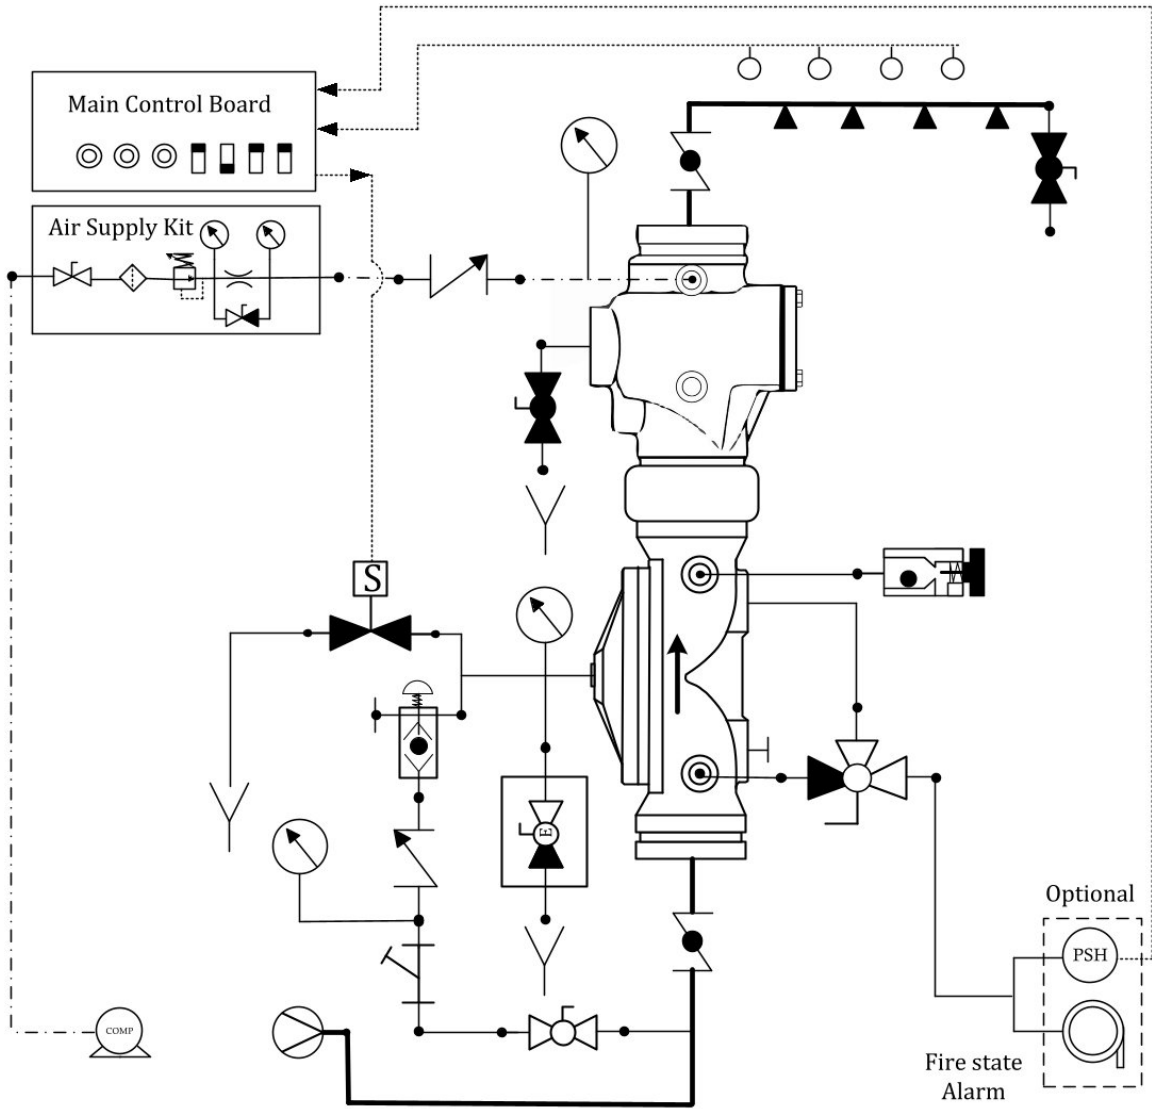 Main Control Board
Air Supply Kit
S
E
Optional
PSH
COMP
Fire state
Alarm